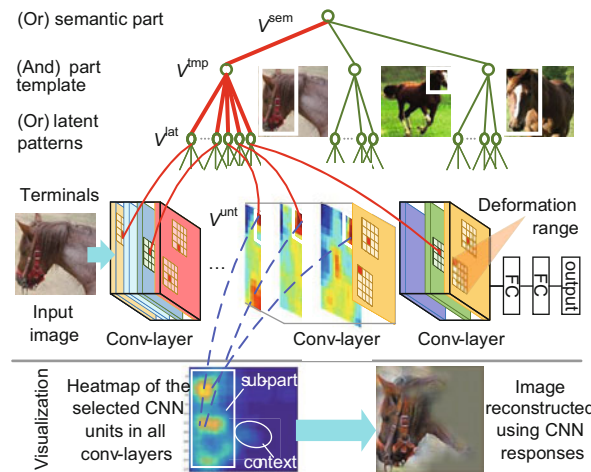 (Or) semantic part
V^sem
(And) part
template
V^tmp
(Or) latent
patterns
V^lat
...
...
...
Terminals
V^unt
Deformation
range
...
FC
FC
output
Input
image
Conv-layer
Conv-layer
Conv-layer
Visualization
Heatmap of the
selected CNN
units in all
conv-layers
sub-part
context
Image
reconstructed
using CNN
responses